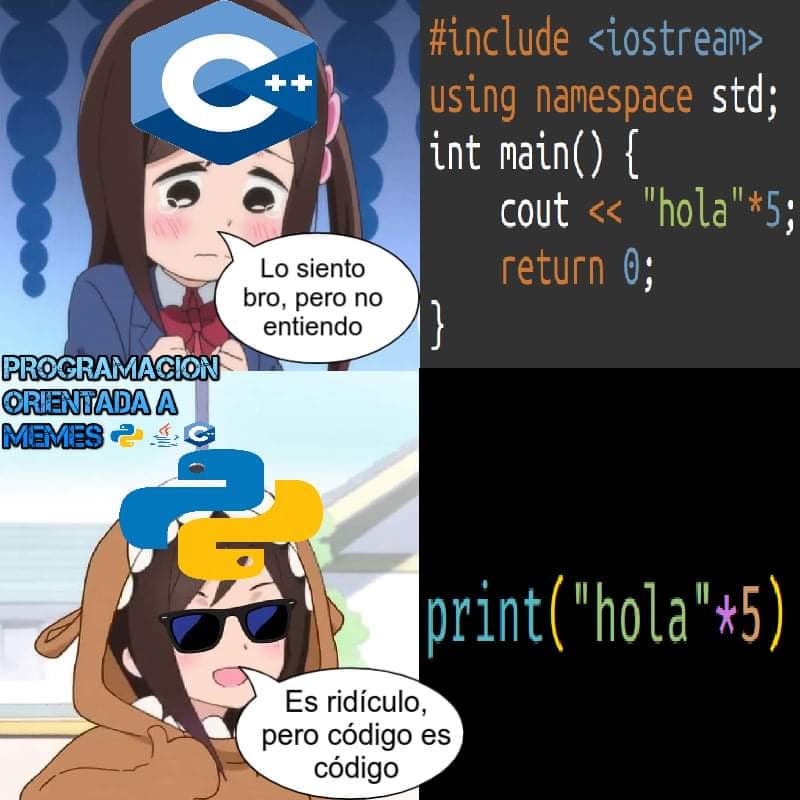 C++
#include <iostream>
using namespace std;
int main() {
cout << "hola"*5;
return 0;
}
Lo siento
bro, pero no
entiendo
PROGRAMACION
ORIENTADA A
MEMES
print("hola"*5)
Es ridículo,
pero código es
código